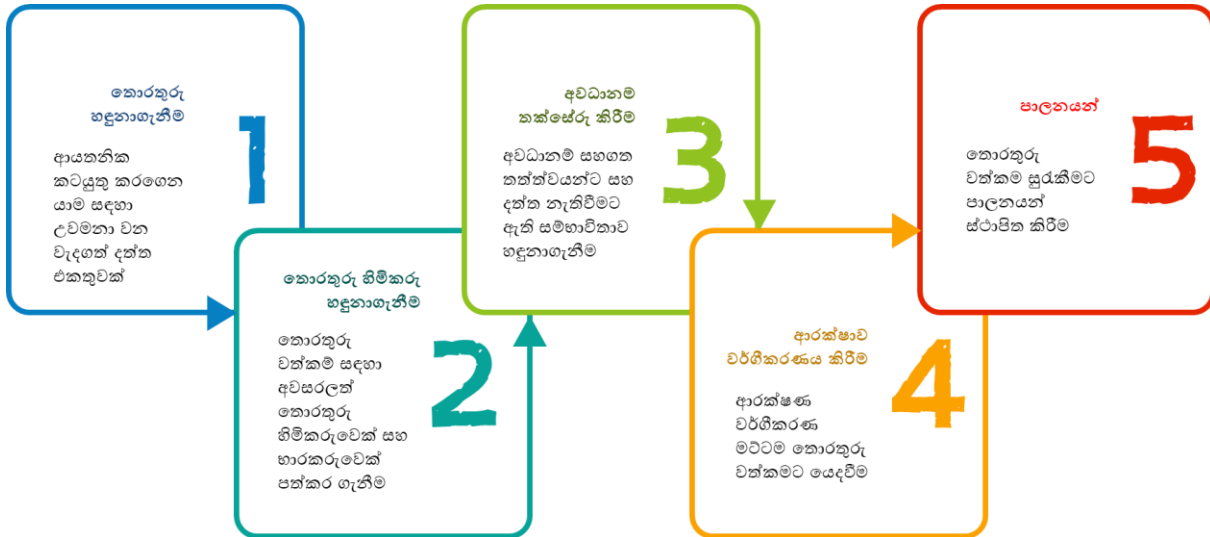 තොරතුරු
හඳුනාගැනීම
1
ආයතනික
කටයුතු කරගෙන
යාම සඳහා
උවමනා වන
වැදගත් දත්ත
එකතුවක්
තොරතුරු හිමිකරු
හඳුනාගැනීම
2
තොරතුරු
වත්කම් සඳහා
අවසරලත්
තොරතුරු
හිමිකරුවෙක් සහ
භාරකරුවෙක්
පත්කර ගැනීම
අවධානම
තක්සේරු කිරීම
3
අවධානම් සහගත
තත්ත්වයන්ට සහ
දත්ත නැතිවීමට
ඇති සම්භාවිතාව
හඳුනාගැනීම
ආරක්ෂාව
වර්ගීකරණය කිරීම
4
ආරක්ෂණ
වර්ගීකරණ
මට්ටම තොරතුරු
වත්කමට යෙදවීම
පාලනයන්
5
තොරතුරු
වත්කම සුරැකීමට
පාලනයන්
ස්ථාපිත කිරීම